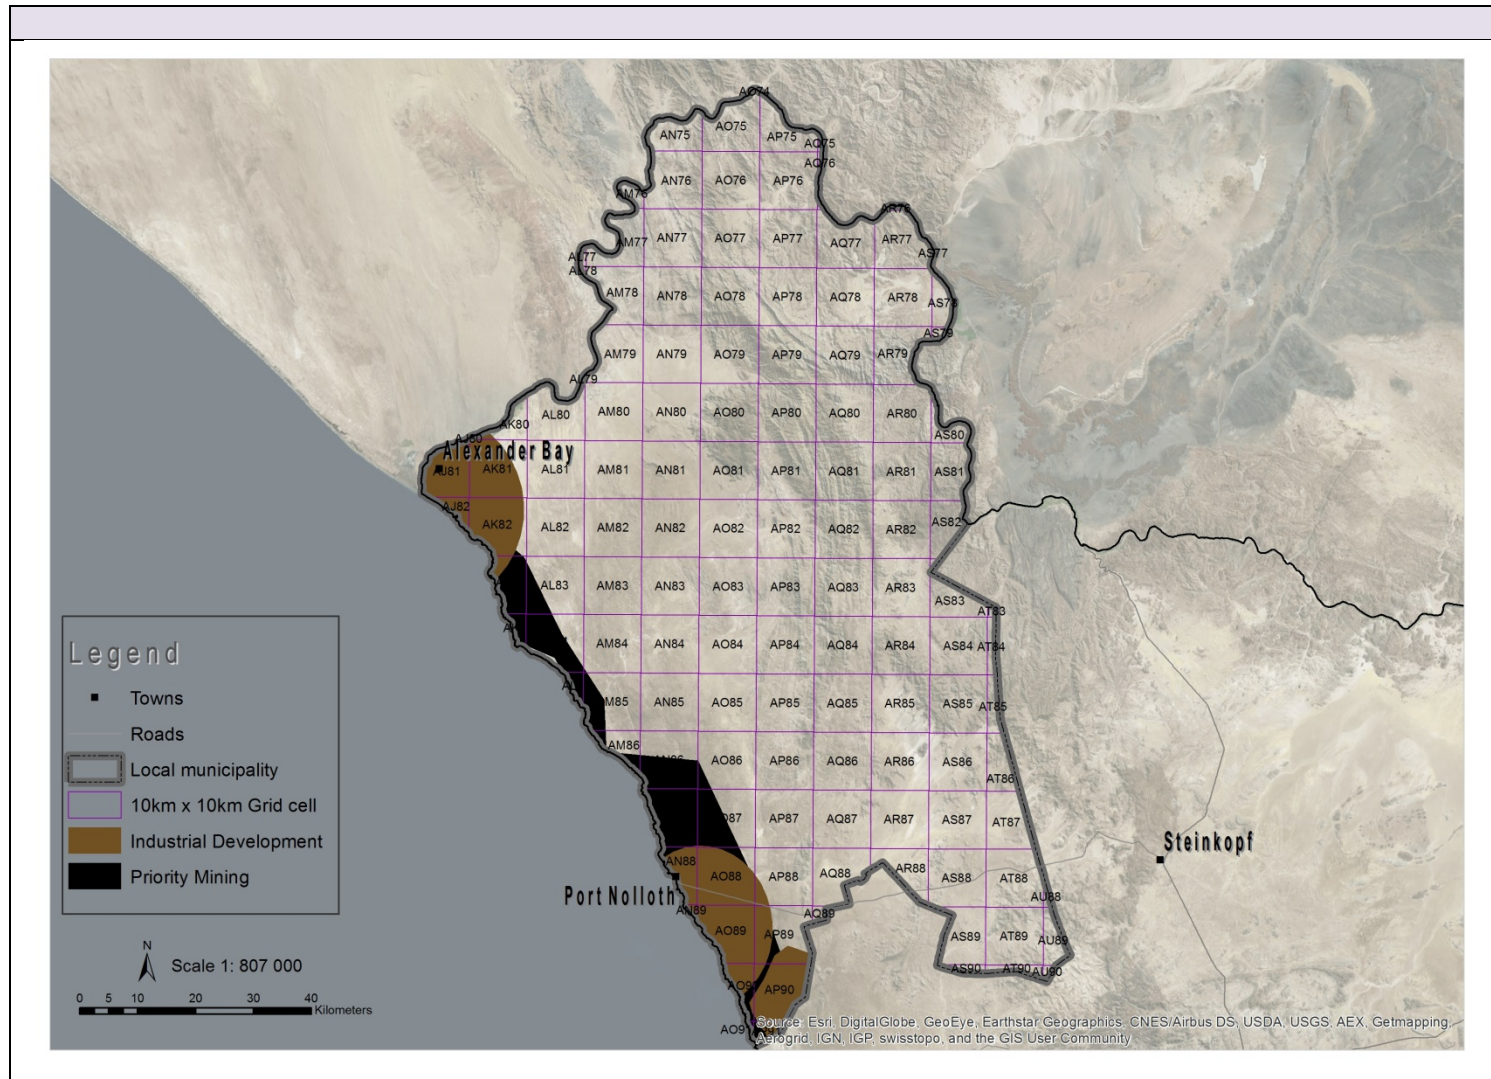 AO74
AN75 AO75 AP75 AQ75
AQ76
AM76 AN76 AO76 AP76
AR76
AM77 AN77 AO77 AP77 AQ77 AR77 AS77
AL77
AL78
AM78 AN78 AO78 AP78 AQ78 AR78 AS78
AS79
AM79 AN79 AO79 AP79 AQ79 AR79
AL79
AK80 AL80 AM80 AN80 AO80 AP80 AQ80 AR80 AS80
AJ80
Alexander Bay
AJ81 AK81 AL81 AM81 AN81 AO81 AP81 AQ81 AR81 AS81
AJ82 AK82 AL82 AM82 AN82 AO82 AP82 AQ82 AR82 AS82
AL83 AM83 AN83 AO83 AP83 AQ83 AR83 AS83 AT83
AM84 AN84 AO84 AP84 AQ84 AR84 AS84 AT84
M85 AN85 AO85 AP85 AQ85 AR85 AS85 AT85
AM86 AN86 AO86 AP86 AQ86 AR86 AS86 AT86
87 AP87 AQ87 AR87 AS87 AT87
Steinkopf
AN88 AO88 AP88 AQ88 AR88 AS88 AT88 AU88
Port Nolloth
AN89 AO89 AP89 AQ89 AS89 AT89 AU89
AP90 AS90 AT90 AU90
AO9
Legend
Towns
Roads
Local municipality
10km x 10km Grid cell
Industrial Development
Priority Mining
N
Scale 1: 807 000
0 5 10 20 30 40
Kilometers
Source: Esri, DigitalGlobe, GeoEye, Earthstar Geographics, CNES/Airbus DS, USDA, USGS, AEX, Getmapping,
Aerogrid, IGN, IGP, swisstopo, and the GIS User Community